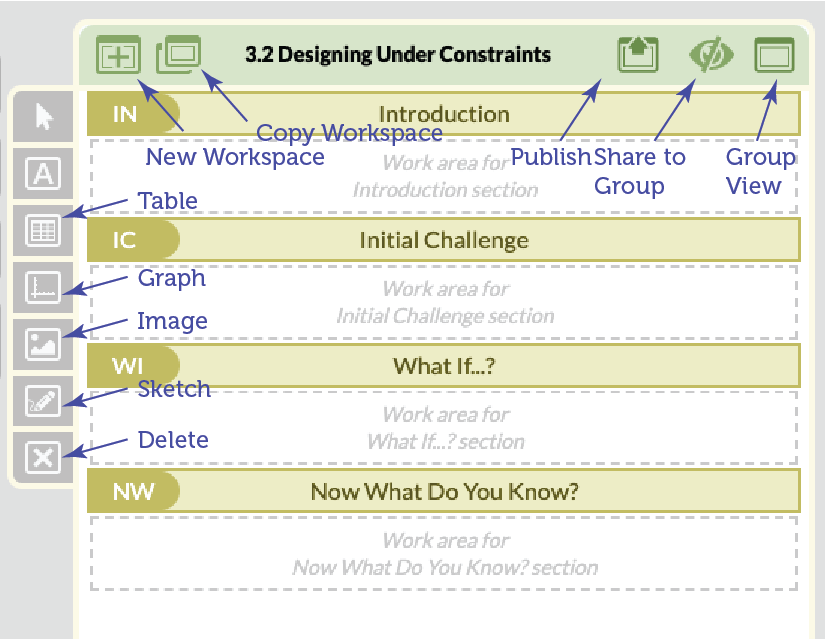 3.2 Designing Under Constraints
IN
Introduction
Copy Workspace
New Workspace
Work area for
Introduction section
Publish
Share to
Group
Group
View
A
Table
IC
Initial Challenge
Graph
Work area for
Initial Challenge section
Image
WI
What If...?
Sketch
Work area for
What If...? section
Delete
NW
Now What Do You Know?
Work area for
Now What Do You Know? section